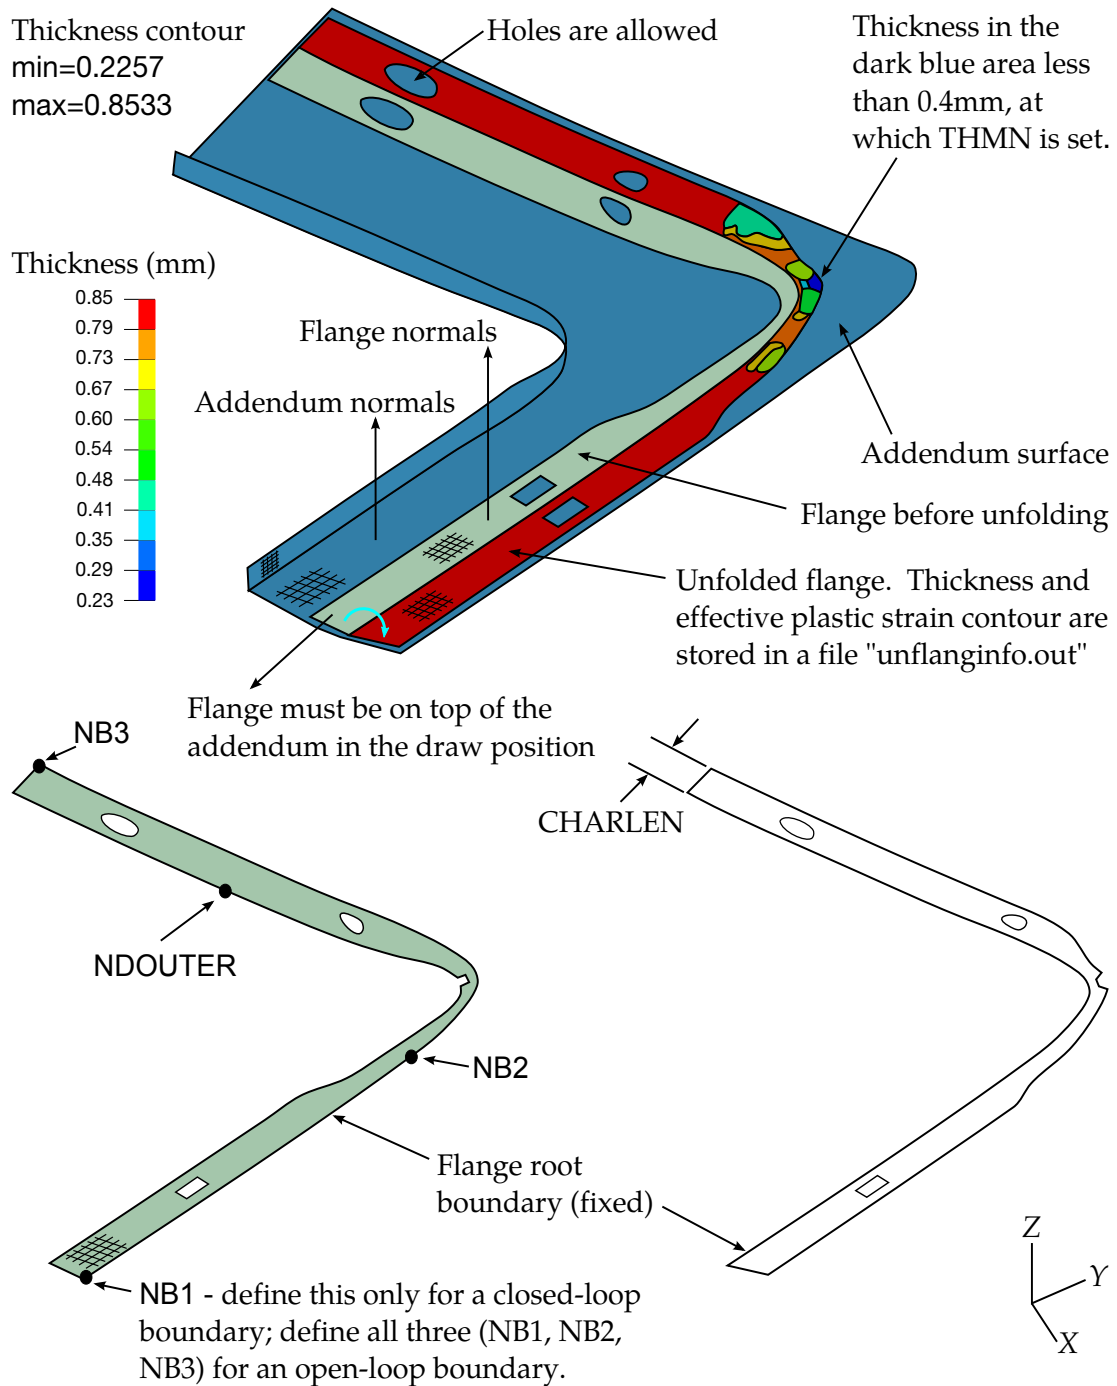 Thickness contour
min=0.2257
max=0.8533
Holes are allowed
Thickness in the
dark blue area less
than 0.4mm, at
which THMN is set.
Thickness (mm)
0.85
0.79
0.73
0.67
0.60
0.54
0.48
0.41
0.35
0.29
0.23
Flange normals
Addendum normals
Addendum surface
Flange before unfolding
Unfolded flange. Thickness and
effective plastic strain contour are
stored in a file "unflanginfo.out"
Flange must be on top of the
addendum in the draw position
NB3
CHARLEN
NDOUTER
NB2
Flange root
boundary (fixed)
NB1 - define this only for a closed-loop
boundary; define all three (NB1, NB2,
NB3) for an open-loop boundary.
Z
Y
X